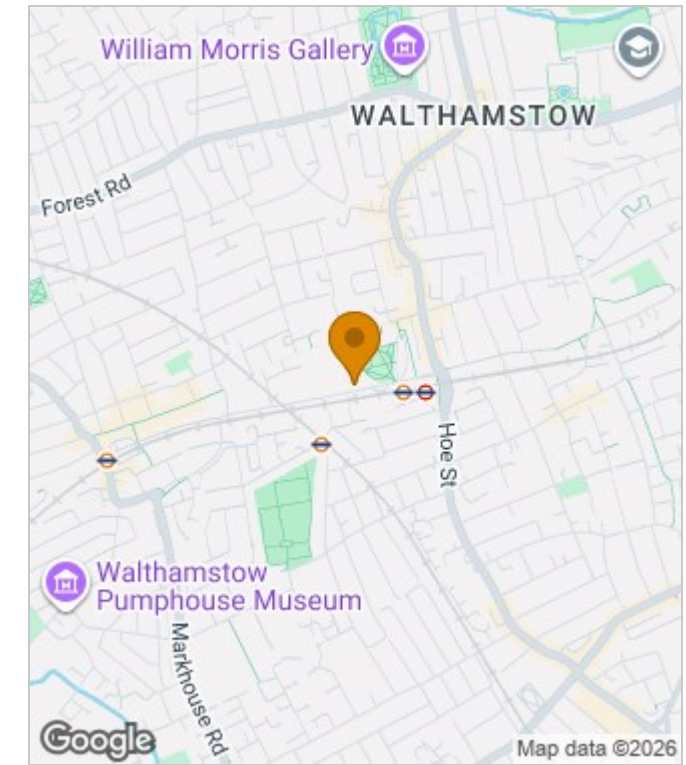 William Morris Gallery
WALTHAMSTOW
Forest Rd
Hoe St
Walthamstow
Pumphouse Museum
Markhouse Rd
Google
Map data ©2026